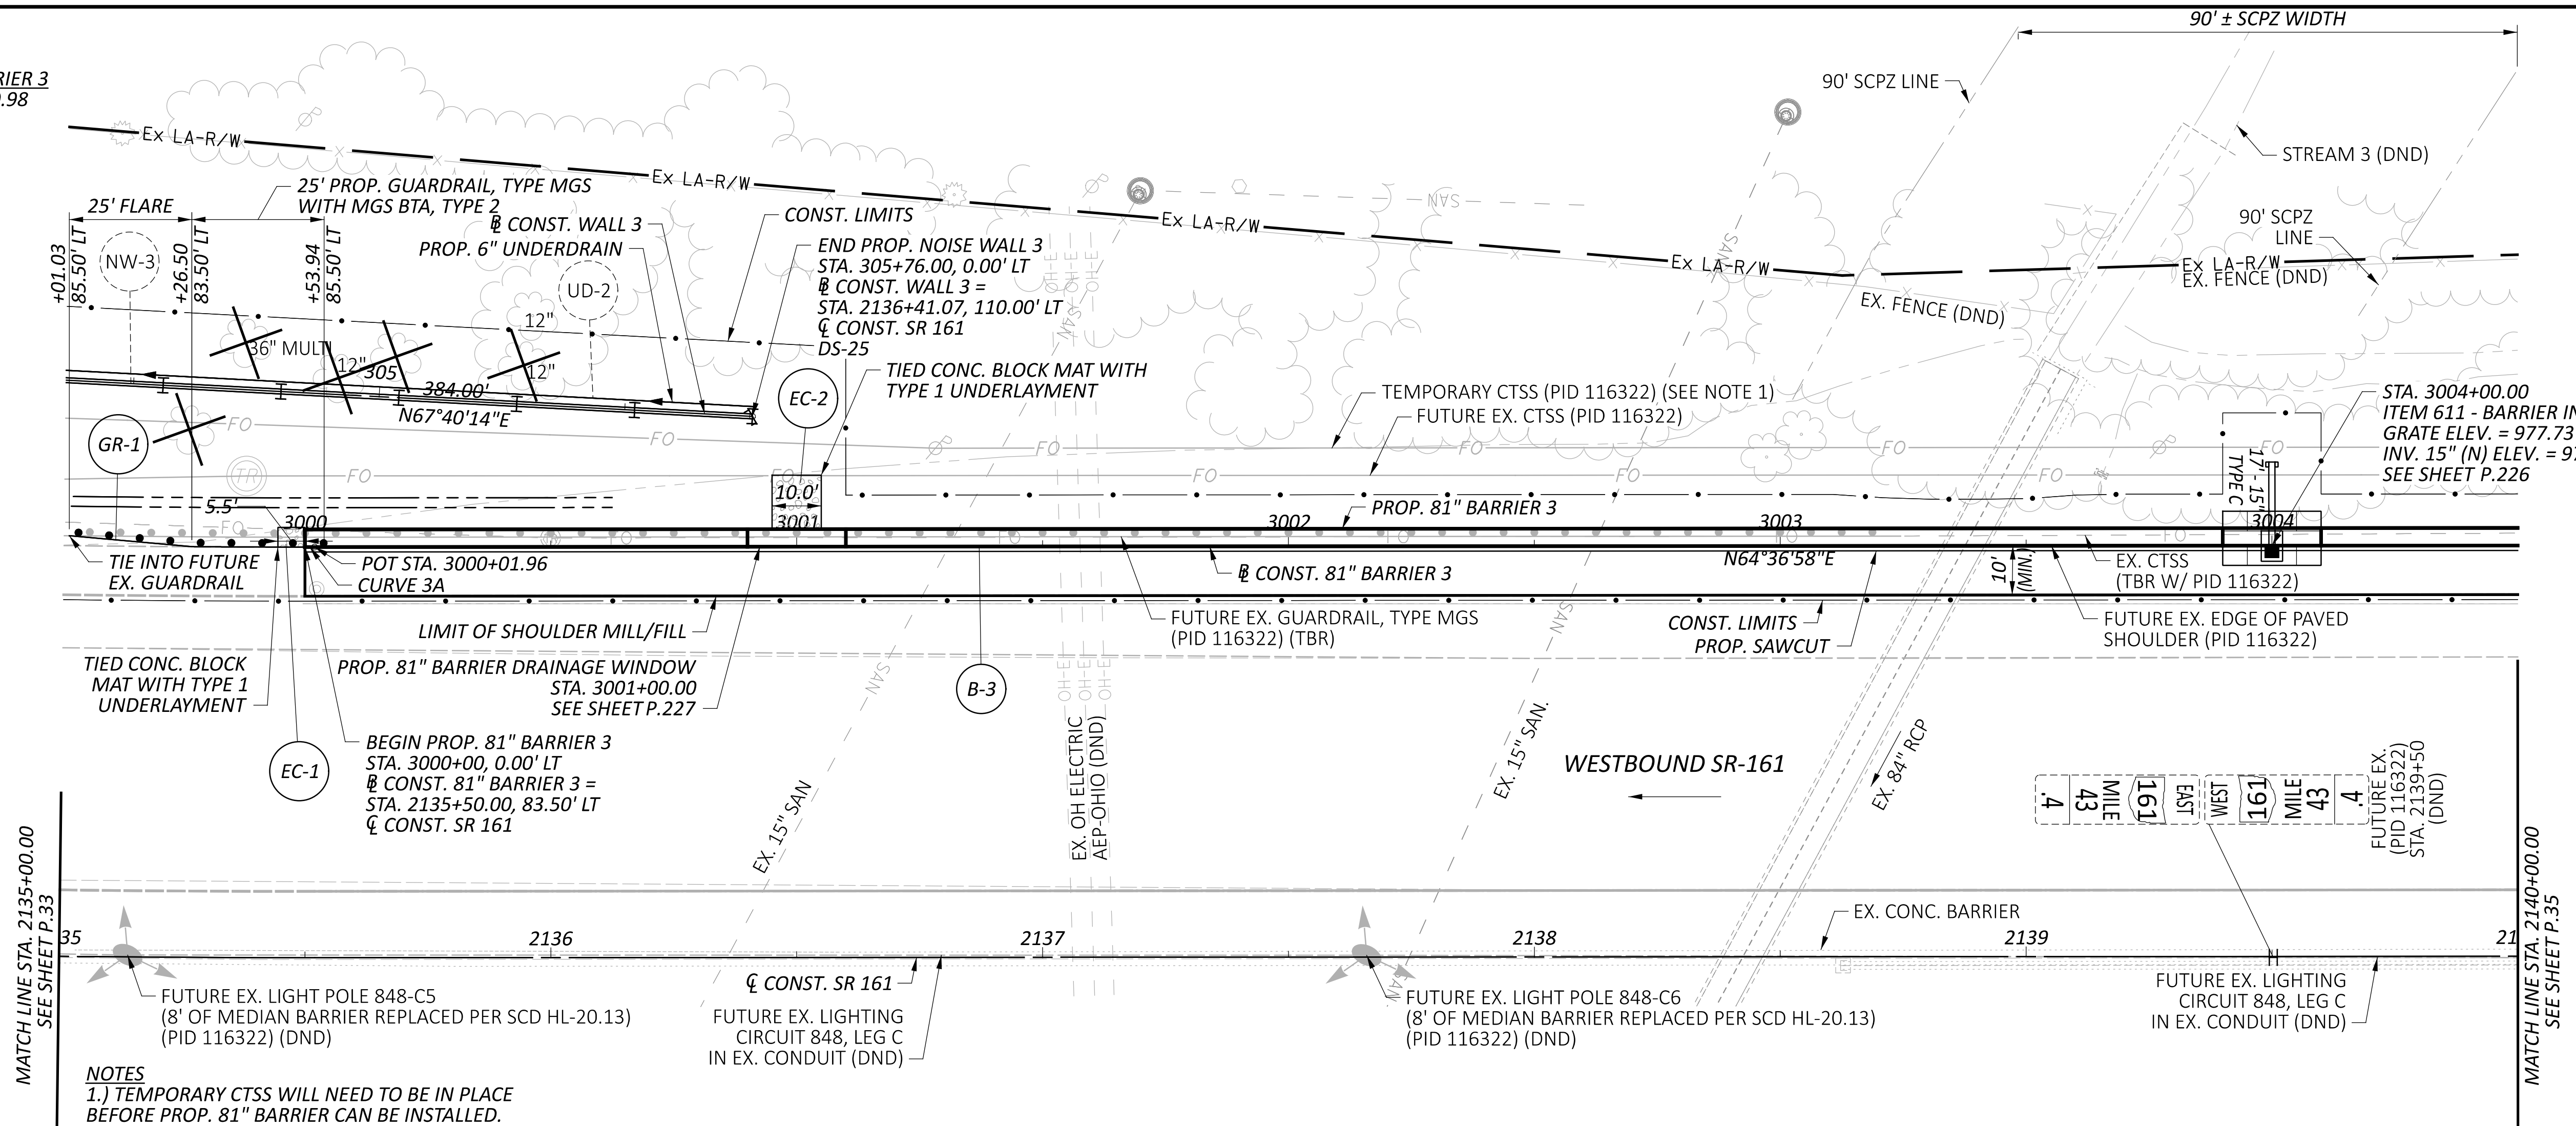 RIER 3
.98
90' ± SCPZ WIDTH
90' SCPZ LINE
STREAM 3 (DND)
Ex LA-R/W
Ex LA-R/W
Ex LA-R/W
Ex LA-R/W
Ex LA-R/W
EX. FENCE (DND)
EX. FENCE (DND)
90' SCPZ
LINE
25' PROP. GUARDRAIL, TYPE MGS
WITH MGS BTA, TYPE 2
25' FLARE
+01.03
85.50' LT
+26.50
83.50' LT
+53.94
85.50' LT
NW-3
UD-2
℄ CONST. WALL 3
PROP. 6" UNDERDRAIN
CONST. LIMITS
END PROP. NOISE WALL 3
STA. 305+76.00, 0.00' LT
℄ CONST. WALL 3 =
STA. 2136+41.07, 110.00' LT
℄ CONST. SR 161
DS-25
12"
36" MULTI
12"
305
12"
384.00'
N67°40'14"E
TIED CONC. BLOCK MAT WITH
TYPE 1 UNDERLAYMENT
EC-2
GR-1
TR
SAN
SAN
SAN
OH-E
OH-E
OH-E
FO
FO
FO
FO
FO
FO
FO
FO
FO
FO
FO
FO
TEMPORARY CTSS (PID 116322) (SEE NOTE 1)
FUTURE EX. CTSS (PID 116322)
STA. 3004+00.00
ITEM 611 - BARRIER IN
GRATE ELEV. = 977.73
INV. 15" (N) ELEV. = 97
SEE SHEET P.226
17' - 15"
TYPE C
5.5'
3000
10.0'
3001
3002
3003
3004
PROP. 81" BARRIER 3
N64°36'58"E
TIE INTO FUTURE
EX. GUARDRAIL
POT STA. 3000+01.96
CURVE 3A
℄ CONST. 81" BARRIER 3
10'
(MIN.)
EX. CTSS
(TBR W/ PID 116322)
LIMIT OF SHOULDER MILL/FILL
FUTURE EX. GUARDRAIL, TYPE MGS
(PID 116322) (TBR)
CONST. LIMITS
PROP. SAWCUT
FUTURE EX. EDGE OF PAVED
SHOULDER (PID 116322)
TIED CONC. BLOCK
MAT WITH TYPE 1
UNDERLAYMENT
PROP. 81" BARRIER DRAINAGE WINDOW
STA. 3001+00.00
SEE SHEET P.227
B-3
EC-1
BEGIN PROP. 81" BARRIER 3
STA. 3000+00, 0.00' LT
℄ CONST. 81" BARRIER 3 =
STA. 2135+50.00, 83.50' LT
℄ CONST. SR 161
SAN
SAN
SAN
EX. 15" SAN
OH-E
OH-E
OH-E
EX. OH ELECTRIC
AEP-OHIO (DND)
EX. 15" SAN.
WESTBOUND SR-161
EX. 84" RCP
EAST
161
MILE
43
.4
WEST
161
MILE
43
.4
FUTURE EX.
(PID 116322)
STA. 2139+50
(DND)
MATCH LINE STA. 2135+00.00
SEE SHEET P.33
MATCH LINE STA. 2140+00.00
SEE SHEET P.35
35
2136
2137
2138
2139
21
EX. CONC. BARRIER
FUTURE EX. LIGHT POLE 848-C5
(8' OF MEDIAN BARRIER REPLACED PER SCD HL-20.13)
(PID 116322) (DND)
℄ CONST. SR 161
FUTURE EX. LIGHTING
CIRCUIT 848, LEG C
IN EX. CONDUIT (DND)
FUTURE EX. LIGHT POLE 848-C6
(8' OF MEDIAN BARRIER REPLACED PER SCD HL-20.13)
(PID 116322) (DND)
FUTURE EX. LIGHTING
CIRCUIT 848, LEG C
IN EX. CONDUIT (DND)
NOTES
1.) TEMPORARY CTSS WILL NEED TO BE IN PLACE
BEFORE PROP. 81" BARRIER CAN BE INSTALLED.